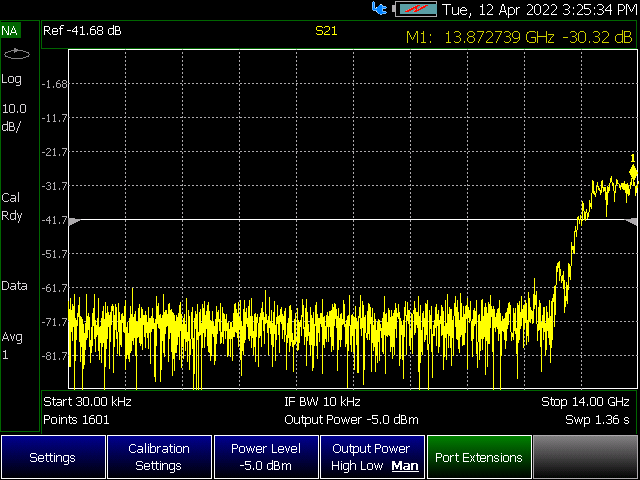 Tue, 12 Apr 2022 3:25:34 PM
NA
Ref -41.68 dB
S21
M1: 13.872739 GHz -30.32 dB
Log
10.0
dB/
Cal
Rdy
Data
Avg
1
-1.68
-11.7
-21.7
-31.7
-41.7
-51.7
-61.7
-71.7
-81.7
1
Start 30.00 kHz
IF BW 10 kHz
Stop 14.00 GHz
Points 1601
Output Power -5.0 dBm
Swp 1.36 s
Settings
Calibration
Settings
Power Level
-5.0 dBm
Output Power
High Low Man
Port Extensions